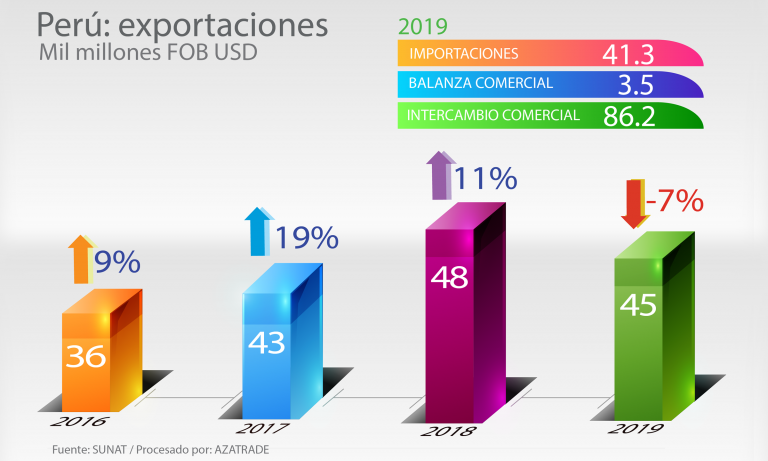 Perú: exportaciones
Mil millones FOB USD
2019
IMPORTACIONES 41.3
BALANZA COMERCIAL 3.5
INTERCAMBIO COMERCIAL 86.2
9%
19%
11%
-7%
36
43
48
45
2016
2017
2018
2019
Fuente: SUNAT / Procesado por: AZATRADE